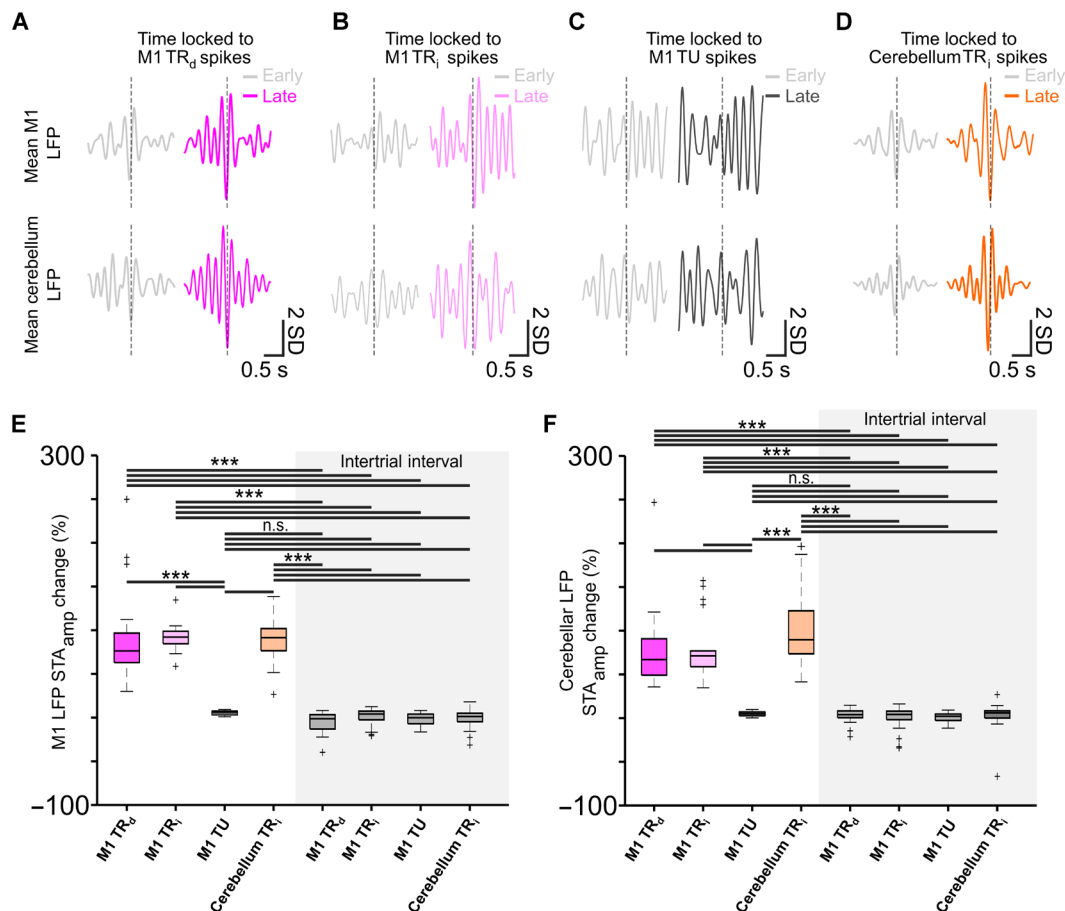 A
B
C
D
Time locked to
M1 TRd spikes
Time locked to
M1 TRi spikes
Time locked to
M1 TU spikes
Time locked to
Cerebellum TRi spikes
Early
Late
Early
Late
Early
Late
Early
Late
Mean M1
LFP
Mean cerebellum
LFP
2 SD
0.5 s
2 SD
0.5 s
2 SD
0.5 s
2 SD
0.5 s
E
Intertrial interval
300
-100
M1 LFP STAamp change (%)
***
***
n.s.
***
***
M1 TRd
M1 TRi
M1 TU
Cerebellum TRi
M1 TRd
M1 TRi
M1 TU
Cerebellum TRi
F
Intertrial interval
300
-100
Cerebellar LFP
STAamp change (%)
***
***
n.s.
***
***
M1 TRd
M1 TRi
M1 TU
Cerebellum TRi
M1 TRd
M1 TRi
M1 TU
Cerebellum TRi